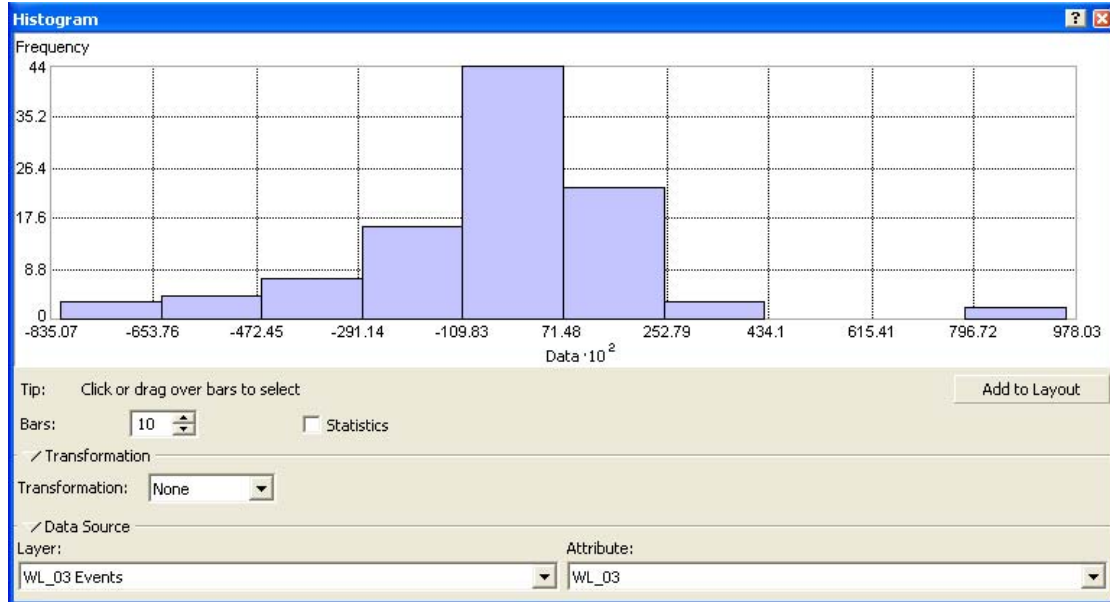 Histogram
Frequency
44
35.2
26.4
17.6
8.8
0
-835.07 -653.76 -472.45 -291.14 -109.83 71.48 252.79 434.1 615.41 796.72 978.03
Data ·10²
Tip: Click or drag over bars to select Add to Layout
Bars: 10 Statistics
Transformation
Transformation: None
Data Source
Layer: Attribute:
WL_03 Events WL_03